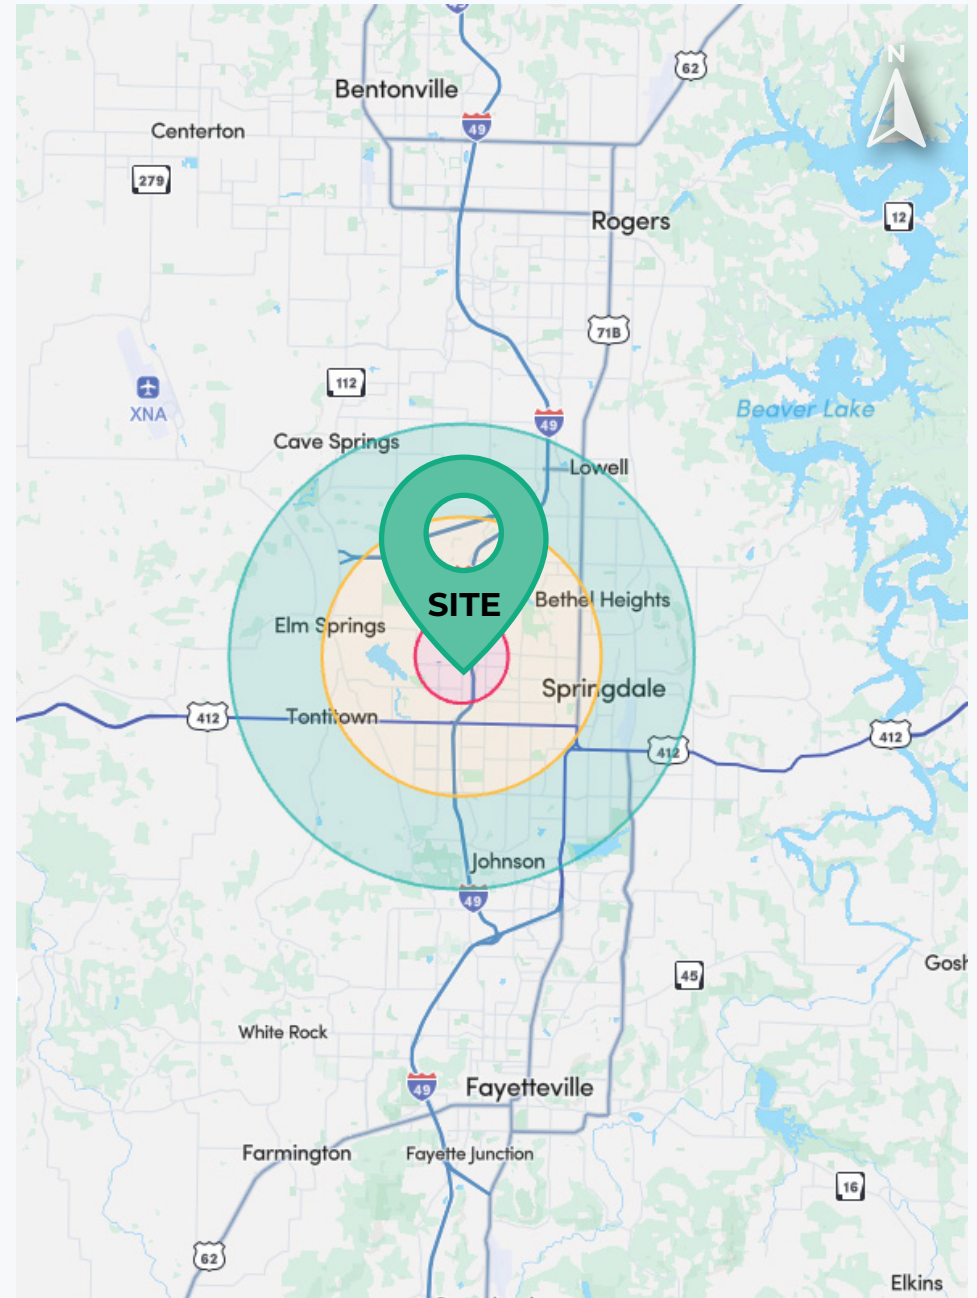 49
N
62
Bentonville
49
Centerton
279
12
Rogers
71B
112
XNA
Beaver Lake
49
Cave Springs
Lowell
SITE
Bethel Heights
Elm Springs
Springdale
Tontitown
412
412
412
Johnson
49
45
White Rock
49
Fayetteville
Farmington
Fayette Junction
16
62
Elkins